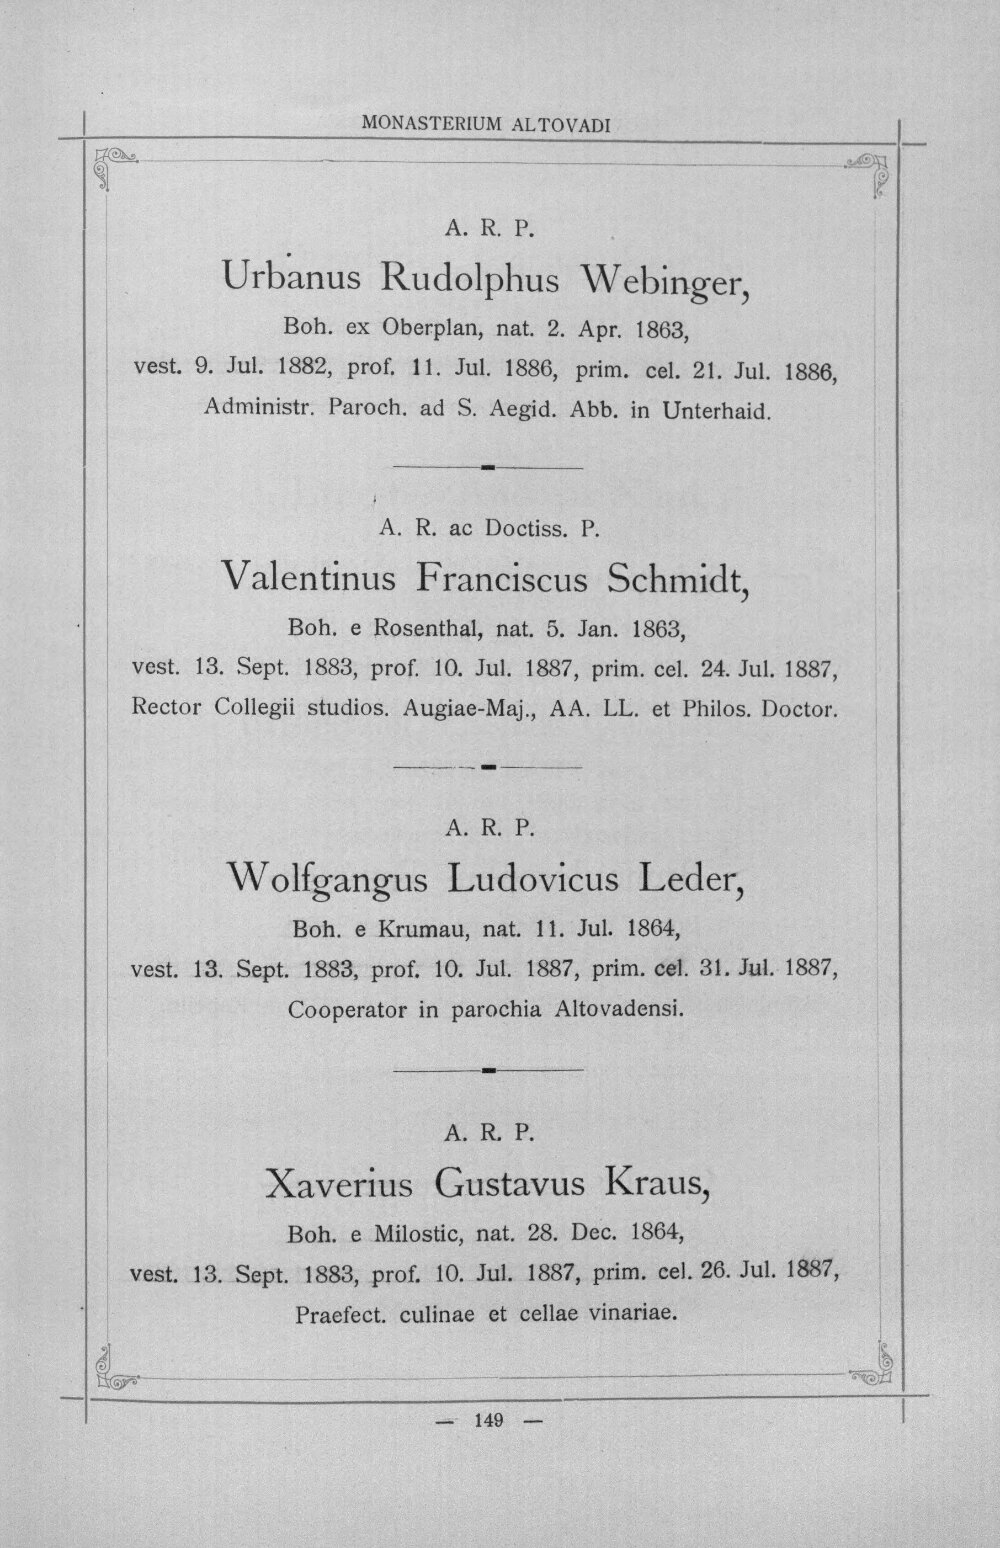 MONASTERIUM ALTOVADI
A. R. P.
Urbanus Rudolphus Webinger,
Boh. ex Oberplan, nat. 2. Apr. 1863,
vest. 9. Jul. 1882, prof. 11. Jul. 1886, prim. cel. 21. Jul. 1886,
Administr. Paroch. ad S. Aegid. Abb. in Unterhaid.
A. R. ac Doctiss. P.
Valentinus Franciscus Schmidt,
Boh. e Rosenthal, nat. 5. Jan. 1863,
vest. 13. Sept. 1883, prof. 10. Jul. 1887, prim. cel. 24. Jul. 1887,
Rector Collegii studios. Augiae-Maj., AA. LL. et Philos. Doctor.
A. R. P.
Wolfgangus Ludovicus Leder,
Boh. e Krumau, nat. 11. Jul. 1864,
vest. 13. Sept. 1883, prof. 10. Jul. 1887, prim. cel. 31. Jul. 1887,
Cooperator in parochia Altovadensi.
A. R. P.
Xaverius Gustavus Kraus,
Boh. e Milostic, nat. 28. Dec. 1864,
vest. 13. Sept. 1883, prof. 10. Jul. 1887, prim. cel. 26. Jul. 1887,
Praefect. culinae et cellae vinariae.
— 149 —